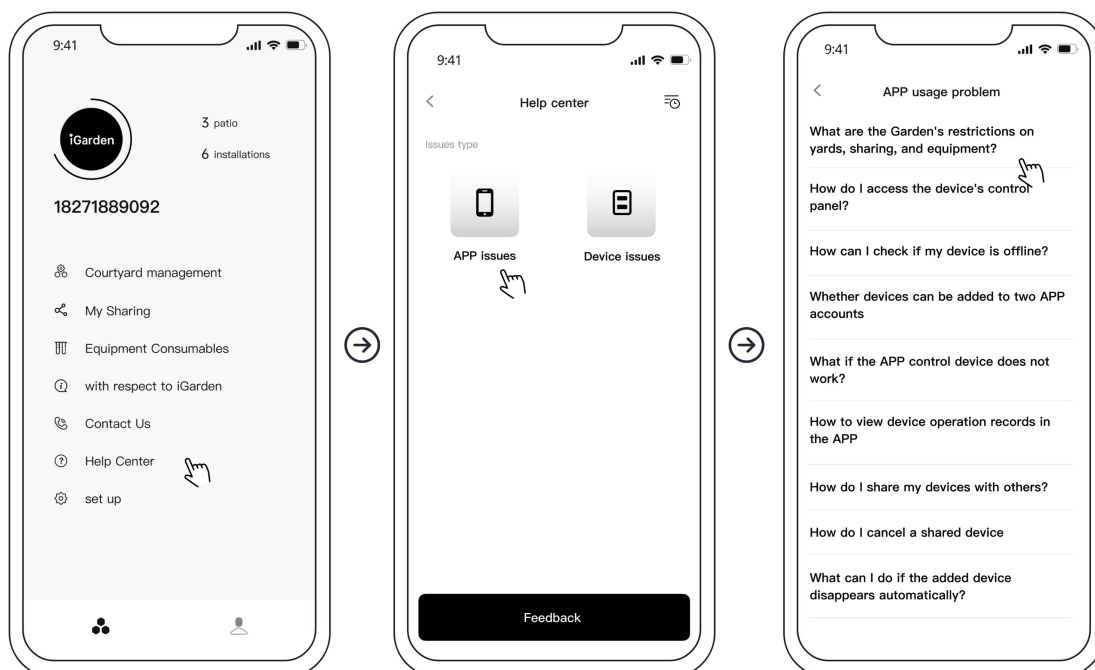 9:41
iGarden
3 patio
6 installations
18271889092
Courtyard management
My Sharing
Equipment Consumables
with respect to iGarden
Contact Us
Help Center
set up
9:41
Help center
Issues type
APP issues
Device issues
Feedback
9:41
APP usage problem
What are the Garden's restrictions on
yards, sharing, and equipment?
How do I access the device's control
panel?
How can I check if my device is offline?
Whether devices can be added to two APP
accounts
What if the APP control device does not
work?
How to view device operation records in
the APP
How do I share my devices with others?
How do I cancel a shared device
What can I do if the added device
disappears automatically?